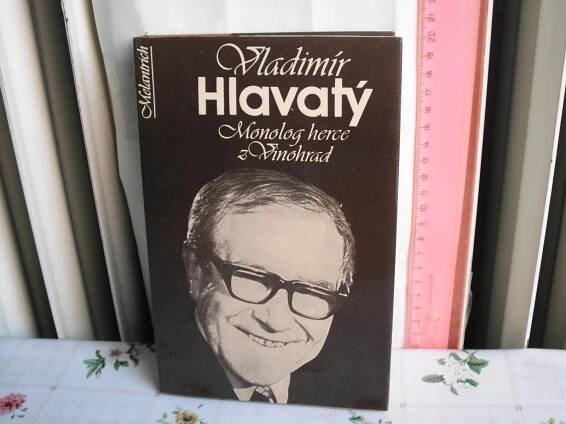 Melantrich
Vladimír
Hlavatý
Monolog herce
z Vinohrad